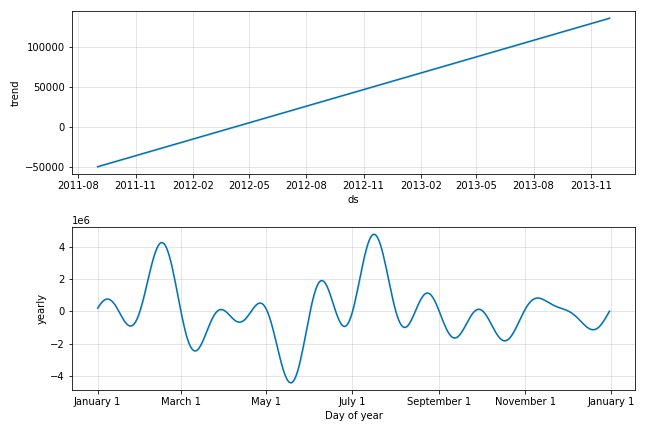 trend
100000
50000
0
−50000
2011-08 2011-11 2012-02 2012-05 2012-08 2012-11 2013-02 2013-05 2013-08 2013-11
ds
1e6
yearly
4
2
0
−2
−4
January 1 March 1 May 1 July 1 September 1 November 1 January 1
Day of year